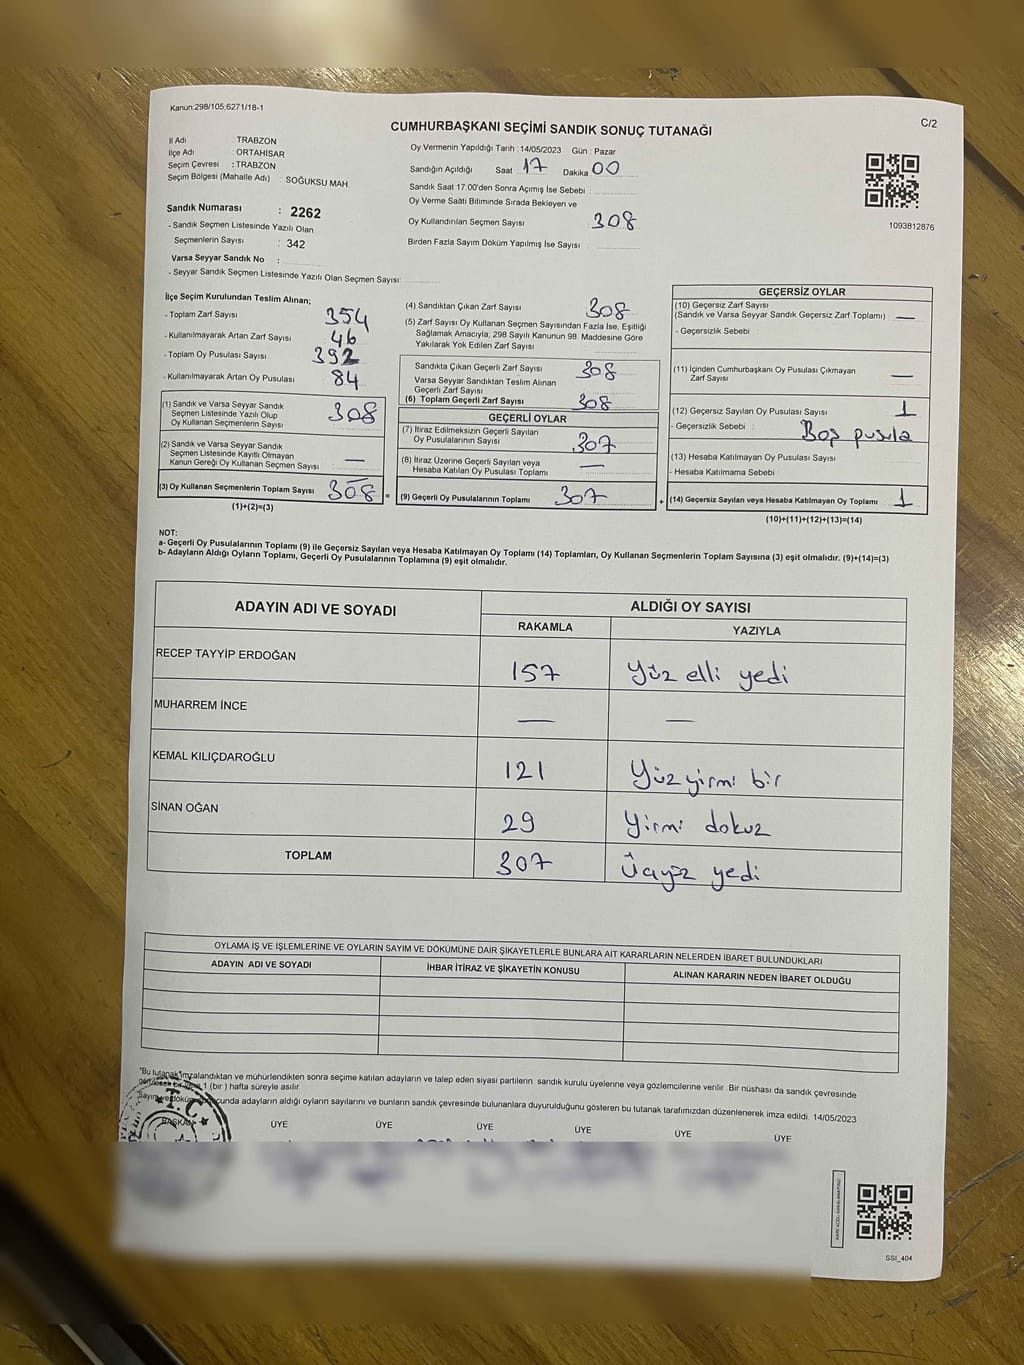 Kanun:298/105,6271/18-1
C/2
CUMHURBAŞKANI SEÇİMİ SANDIK SONUÇ TUTANAĞI
İl Adı : TRABZON
İlçe Adı : ORTAHİSAR
Seçim Çevresi : TRABZON
Seçim Bölgesi (Mahalle Adı) : SOĞUKSU MAH.
Sandık Numarası : 2262
- Sandık Seçmen Listesinde Yazılı Olan
Seçmenlerin Sayısı : 342
Varsa Seyyar Sandık No :
- Seyyar Sandık Seçmen Listesinde Yazılı Olan Seçmen Sayısı:
Oy Vermenin Yapıldığı Tarih :14/05/2023 Gün : Pazar
Sandığın Açıldığı Saat 17 Dakika 00
Sandık Saat 17:00'den Sonra Açımış İse Sebebi :
Oy Verme Saati Bitiminde Sırada Bekleyen ve
Oy Kullandırılan Seçmen Sayısı 308
Birden Fazla Sayım Döküm Yapılmış İse Sayısı :
1093812876
İlçe Seçim Kurulundan Teslim Alınan;
- Toplam Zarf Sayısı 354
- Kullanılmayarak Artan Zarf Sayısı 46
- Toplam Oy Pusulası Sayısı 392
- Kullanılmayarak Artan Oy Pusulası 84
(1) Sandık ve Varsa Seyyar Sandık
Seçmen Listesinde Yazılı Olup
Oy Kullanan Seçmenlerin Sayısı 308
(2) Sandık ve Varsa Seyyar Sandık
Seçmen Listesinde Kayıtlı Olmayan
Kanun Gereği Oy Kullanan Seçmen Sayısı —
(3) Oy Kullanan Seçmenlerin Toplam Sayısı 308 =
(1)+(2)=(3)
(4) Sandıktan Çıkan Zarf Sayısı 308
(5) Zarf Sayısı Oy Kullanan Seçmen Sayısından Fazla İse, Eşitliği
Sağlamak Amacıyla; 298 Sayılı Kanunun 98. Maddesine Göre
Yakılarak Yok Edilen Zarf Sayısı :
Sandıkta Çıkan Geçerli Zarf Sayısı 308
Varsa Seyyar Sandıktan Teslim Alınan
Geçerli Zarf Sayısı
(6) Toplam Geçerli Zarf Sayısı 308
GEÇERLİ OYLAR
(7) İtiraz Edilmeksizin Geçerli Sayılan
Oy Pusulalarının Sayısı 307
(8) İtiraz Üzerine Geçerli Sayılan veya
Hesaba Katılan Oy Pusulası Toplamı —
(9) Geçerli Oy Pusulalarının Toplamı 307 +
GEÇERSİZ OYLAR
(10) Geçersiz Zarf Sayısı
(Sandık ve Varsa Seyyar Sandık Geçersiz Zarf Toplamı) —
- Geçersizlik Sebebi :
(11) İçinden Cumhurbaşkanı Oy Pusulası Çıkmayan
Zarf Sayısı —
(12) Geçersiz Sayılan Oy Pusulası Sayısı 1
- Geçersizlik Sebebi : Boş pusula
(13) Hesaba Katılmayan Oy Pusulası Sayısı
- Hesaba Katılmama Sebebi :
(14) Geçersiz Sayılan veya Hesaba Katılmayan Oy Toplamı 1
(10)+(11)+(12)+(13)=(14)
NOT:
a- Geçerli Oy Pusulalarının Toplamı (9) ile Geçersiz Sayılan veya Hesaba Katılmayan Oy Toplamı (14) Toplamları, Oy Kullanan Seçmenlerin Toplam Sayısına (3) eşit olmalıdır. (9)+(14)=(3)
b- Adayların Aldığı Oyların Toplamı, Geçerli Oy Pusulalarının Toplamına (9) eşit olmalıdır.
ADAYIN ADI VE SOYADI
ALDIĞI OY SAYISI
RAKAMLA YAZIYLA
RECEP TAYYİP ERDOĞAN 157 Yüz elli yedi
MUHARREM İNCE — —
KEMAL KILIÇDAROĞLU 121 Yüz yirmi bir
SİNAN OĞAN 29 Yirmi dokuz
TOPLAM 307 Üçyüz yedi
OYLAMA İŞ VE İŞLEMLERİNE VE OYLARIN SAYIM VE DÖKÜMÜNE DAİR ŞİKAYETLERLE BUNLARA AİT KARARLARIN NELERDEN İBARET BULUNDUKLARI
ADAYIN ADI VE SOYADI İHBAR İTİRAZ VE ŞİKAYETİN KONUSU ALINAN KARARIN NEDEN İBARET OLDUĞU
"Bu tutanak imzalandıktan ve mühürlendikten sonra seçime katılan adayların ve talep eden siyasi partilerin sandık kurulu üyelerine veya gözlemcilerine verilir. Bir nüshası da sandık çevresinde
1 (bir ) hafta süreyle asılır.
adayların aldığı oyların sayılarını ve bunların sandık çevresinde bulunanlara duyurulduğunu gösteren bu tutanak tarafımızdan düzenlenerek imza edildi. 14/05/2023
T.C.
BAŞKAN ÜYE ÜYE ÜYE ÜYE ÜYE ÜYE
SSI_404